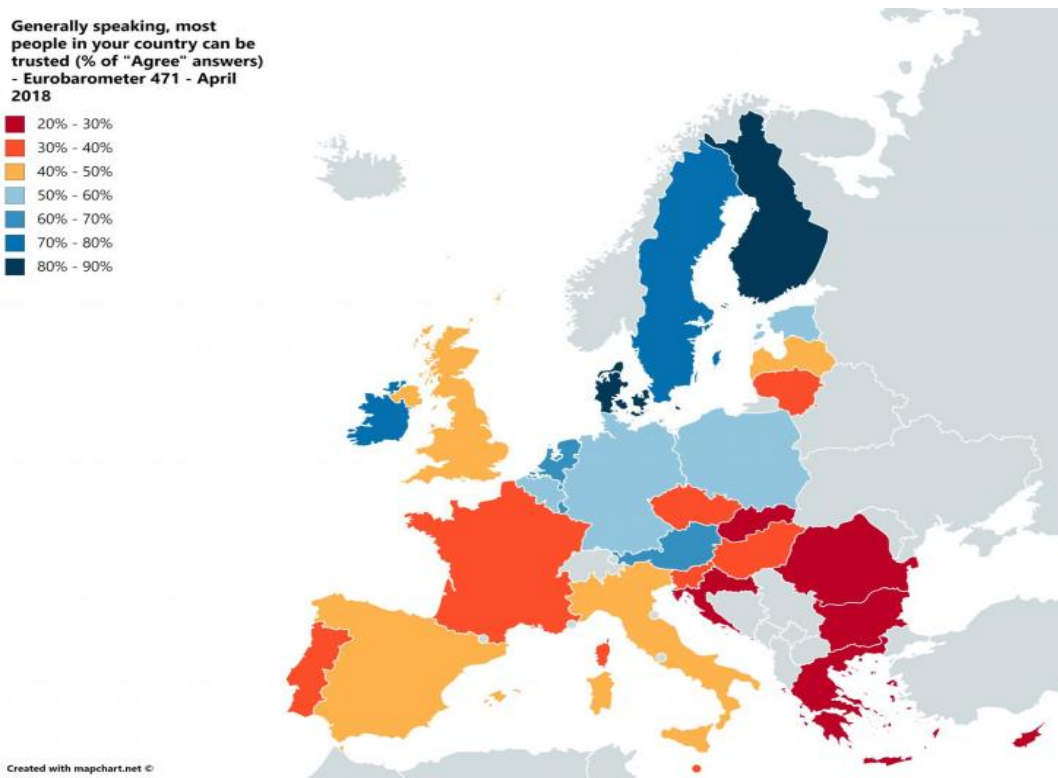 Generally speaking, most
people in your country can be
trusted (% of "Agree" answers)
- Eurobarometer 471 - April
2018
20% - 30%
30% - 40%
40% - 50%
50% - 60%
60% - 70%
70% - 80%
80% - 90%
Created with mapchart.net ©